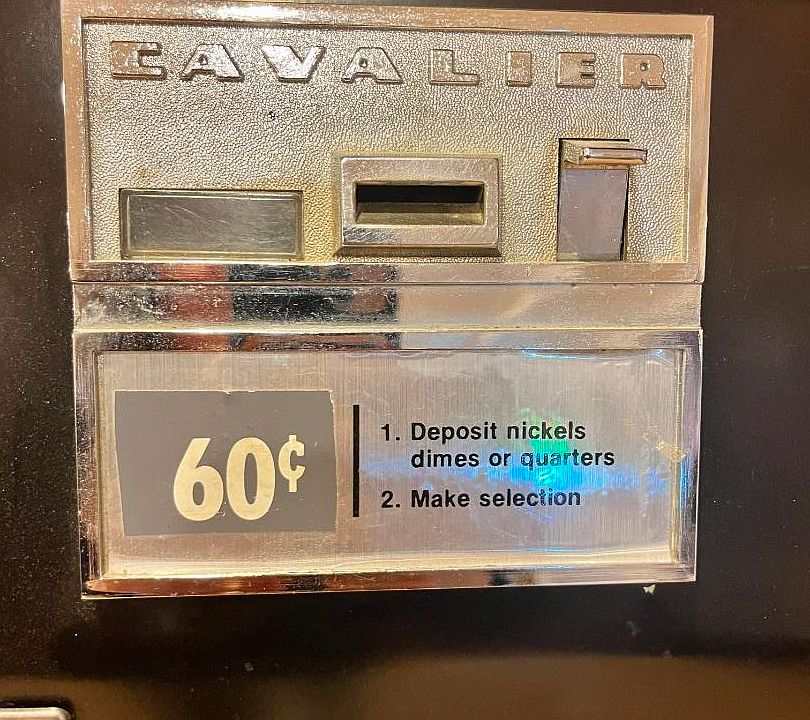 CAVALIER
60¢
1. Deposit nickels
dimes or quarters
2. Make selection